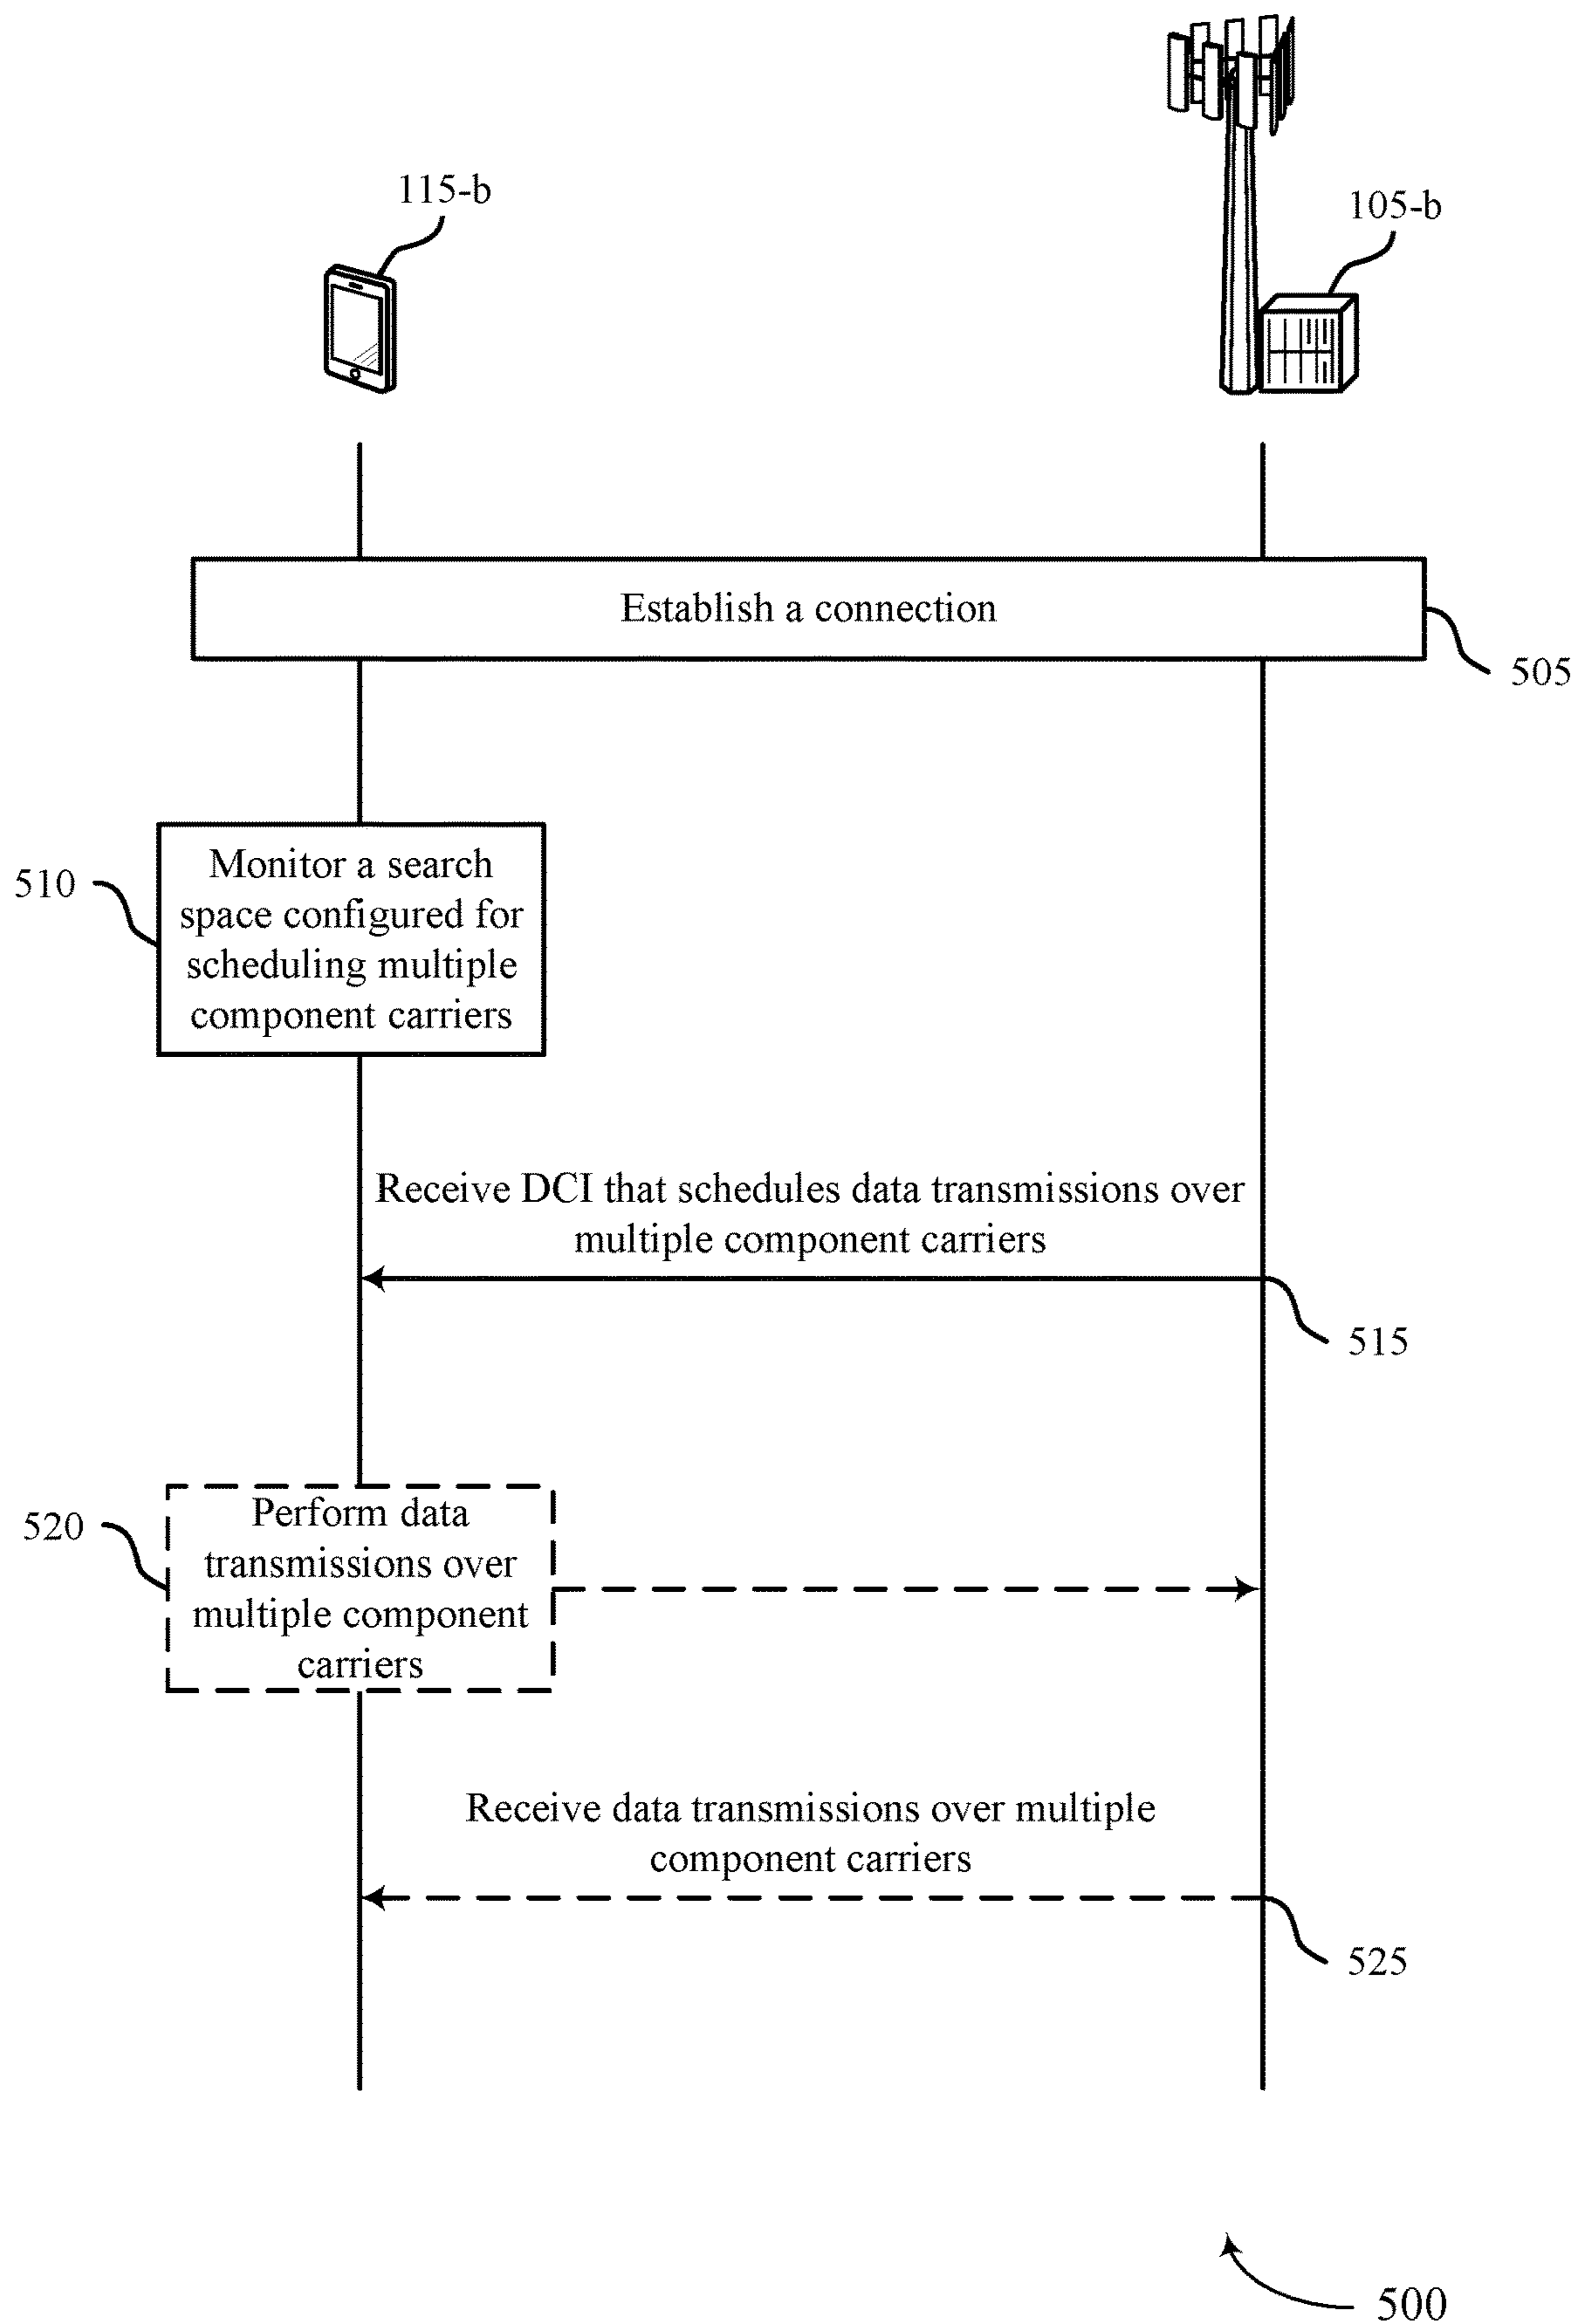 115-b
105-b
Establish a connection
505
510
Monitor a search
space configured for
scheduling multiple
component carriers
Receive DCI that schedules data transmissions over
multiple component carriers
515
520
Perform data
transmissions over
multiple component
carriers
Receive data transmissions over multiple
component carriers
525
500